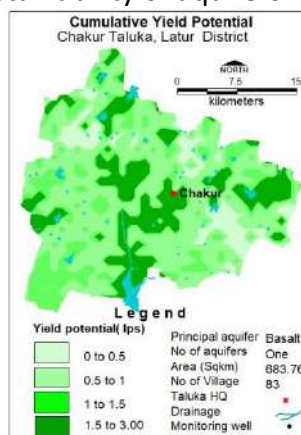 Cumulative Yield Potential
Chakur Taluka, Latur District
NORTH
0 7.5 15
kilometers
Chakur
Legend
Yield potential( lps)
0 to 0.5
0.5 to 1
1 to 1.5
1.5 to 3.00
Principal aquifer Basalt
No of aquifers One
Area (Sqkm) 683.76
No of Village 83
Taluka HQ
Drainage
Monitoring well